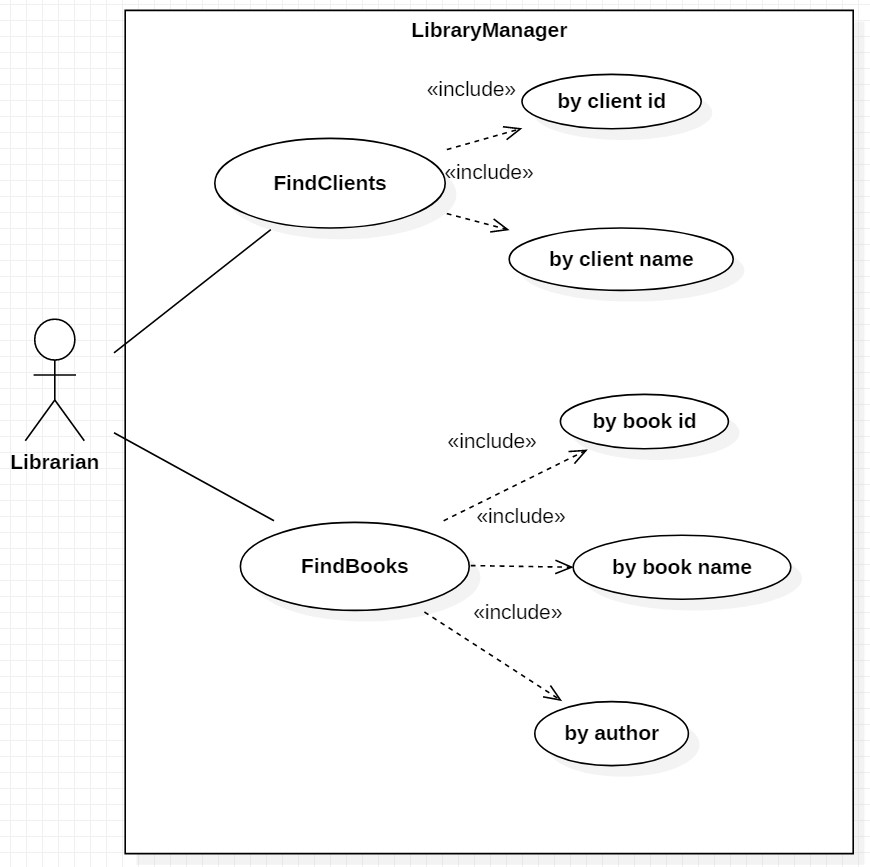 LibraryManager
«include»
by client id
«include»
FindClients
by client name
Librarian
by book id
«include»
«include»
FindBooks
by book name
«include»
by author